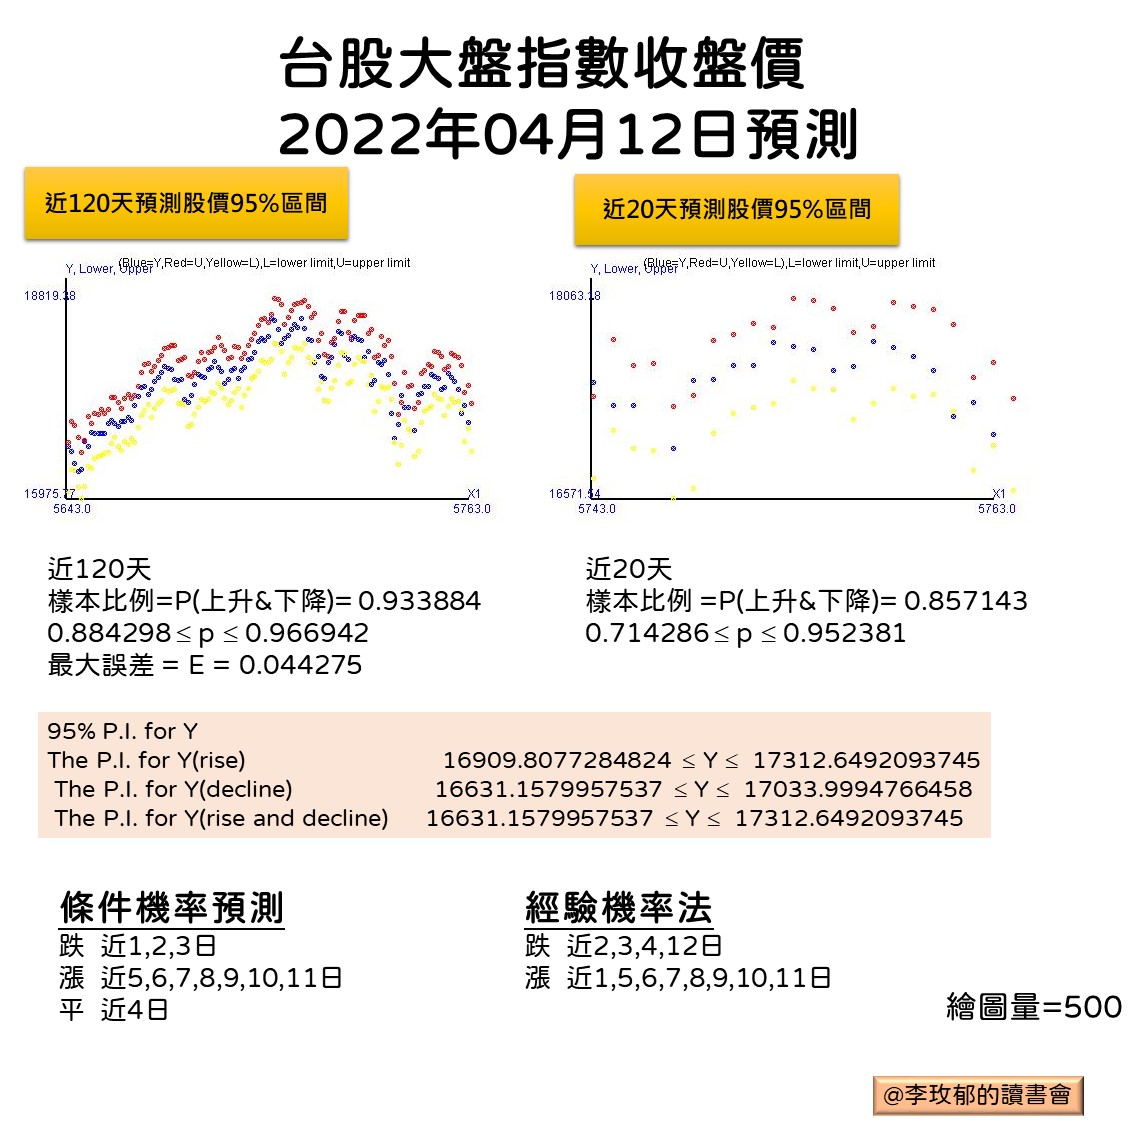 台股大盤指數收盤價
2022年04月12日預測
近120天預測股價95%區間
近20天預測股價95%區間
Y, Lower, Upper
(Blue=Y,Red=U,Yellow=L),L=lower limit,U=upper limit
18819.28
15975.77
X1
5643.0
5763.0
Y, Lower, Upper
(Blue=Y,Red=U,Yellow=L),L=lower limit,U=upper limit
18063.18
16571.54
X1
5743.0
5763.0
近120天
樣本比例=P(上升&下降)= 0.933884
0.884298≤ p ≤ 0.966942
最大誤差 = E = 0.044275
近20天
樣本比例 =P(上升&下降)= 0.857143
0.714286≤ p ≤ 0.952381
95% P.I. for Y
The P.I. for Y(rise) 16909.8077284824 ≤ Y ≤ 17312.6492093745
The P.I. for Y(decline) 16631.1579957537 ≤ Y ≤ 17033.9994766458
The P.I. for Y(rise and decline) 16631.1579957537 ≤ Y ≤ 17312.6492093745
條件機率預測
跌 近1,2,3日
漲 近5,6,7,8,9,10,11日
平 近4日
經驗機率法
跌 近2,3,4,12日
漲 近1,5,6,7,8,9,10,11日
繪圖量=500
@李玫郁的讀書會